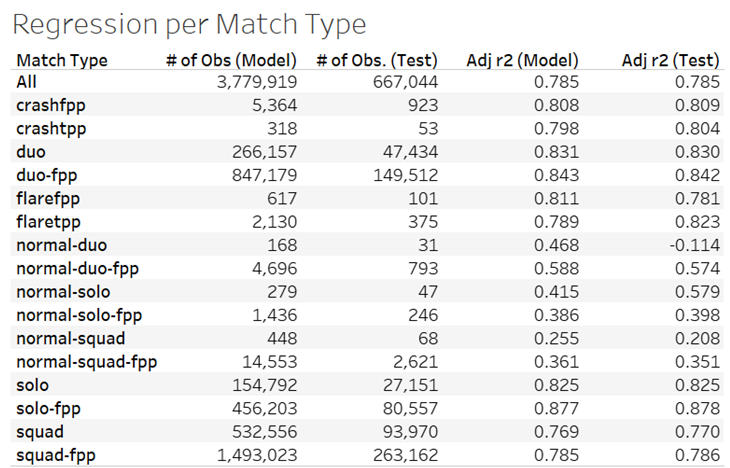 Regression per Match Type
Match Type # of Obs (Model) # of Obs. (Test) Adj r2 (Model) Adj r2 (Test)
All 3,779,919 667,044 0.785 0.785
crashfpp 5,364 923 0.808 0.809
crashtpp 318 53 0.798 0.804
duo 266,157 47,434 0.831 0.830
duo-fpp 847,179 149,512 0.843 0.842
flarefpp 617 101 0.811 0.781
flaretpp 2,130 375 0.789 0.823
normal-duo 168 31 0.468 -0.114
normal-duo-fpp 4,696 793 0.588 0.574
normal-solo 279 47 0.415 0.579
normal-solo-fpp 1,436 246 0.386 0.398
normal-squad 448 68 0.255 0.208
normal-squad-fpp 14,553 2,621 0.361 0.351
solo 154,792 27,151 0.825 0.825
solo-fpp 456,203 80,557 0.877 0.878
squad 532,556 93,970 0.769 0.770
squad-fpp 1,493,023 263,162 0.785 0.786